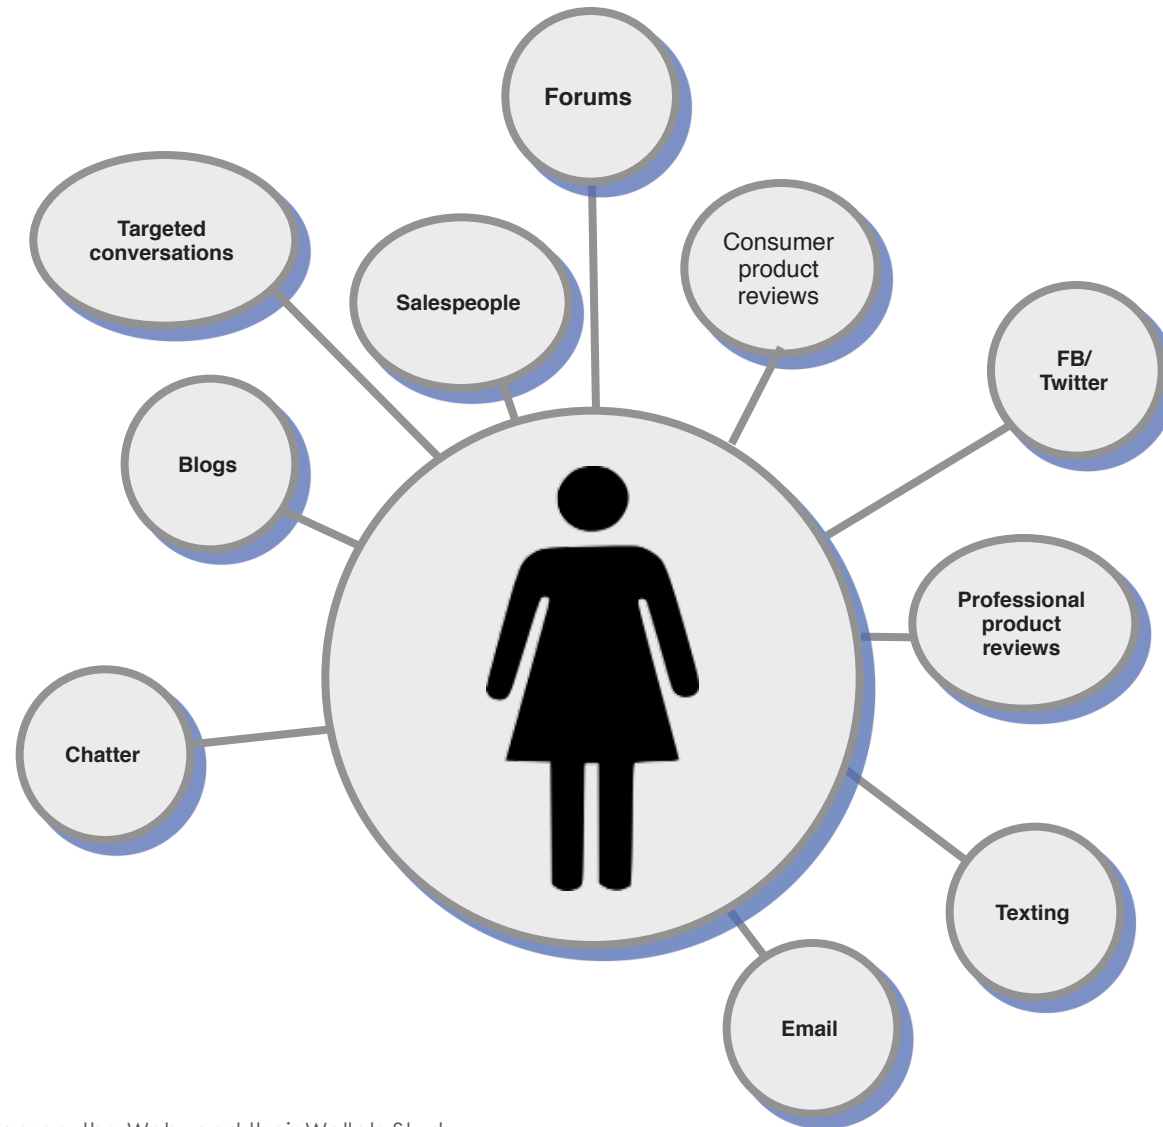 Forums
Targeted
conversations
Salespeople
Consumer
product
reviews
FB/
Twitter
Blogs
Professional
product
reviews
Chatter
Texting
Email